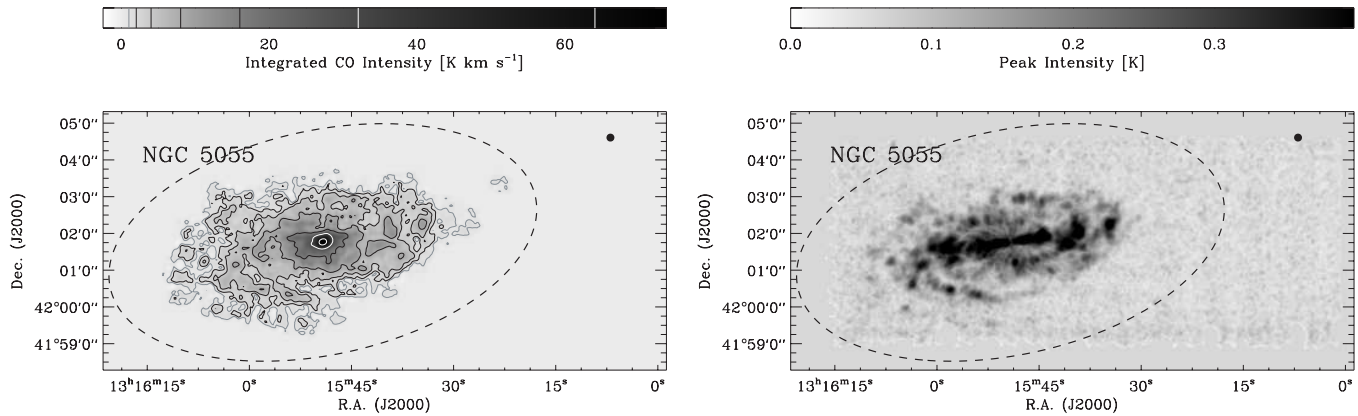 0 20 40 60
Integrated CO Intensity [K km s⁻¹]
NGC 5055
05'0''
04'0''
03'0''
02'0''
01'0''
42°00'0''
41°59'0''
Dec. (J2000)
13ʰ16ᵐ15ˢ 0ˢ 15ᵐ45ˢ 30ˢ 15ˢ 0ˢ
R.A. (J2000)
0.0 0.1 0.2 0.3
Peak Intensity [K]
NGC 5055
05'0''
04'0''
03'0''
02'0''
01'0''
42°00'0''
41°59'0''
Dec. (J2000)
13ʰ16ᵐ15ˢ 0ˢ 15ᵐ45ˢ 30ˢ 15ˢ 0ˢ
R.A. (J2000)